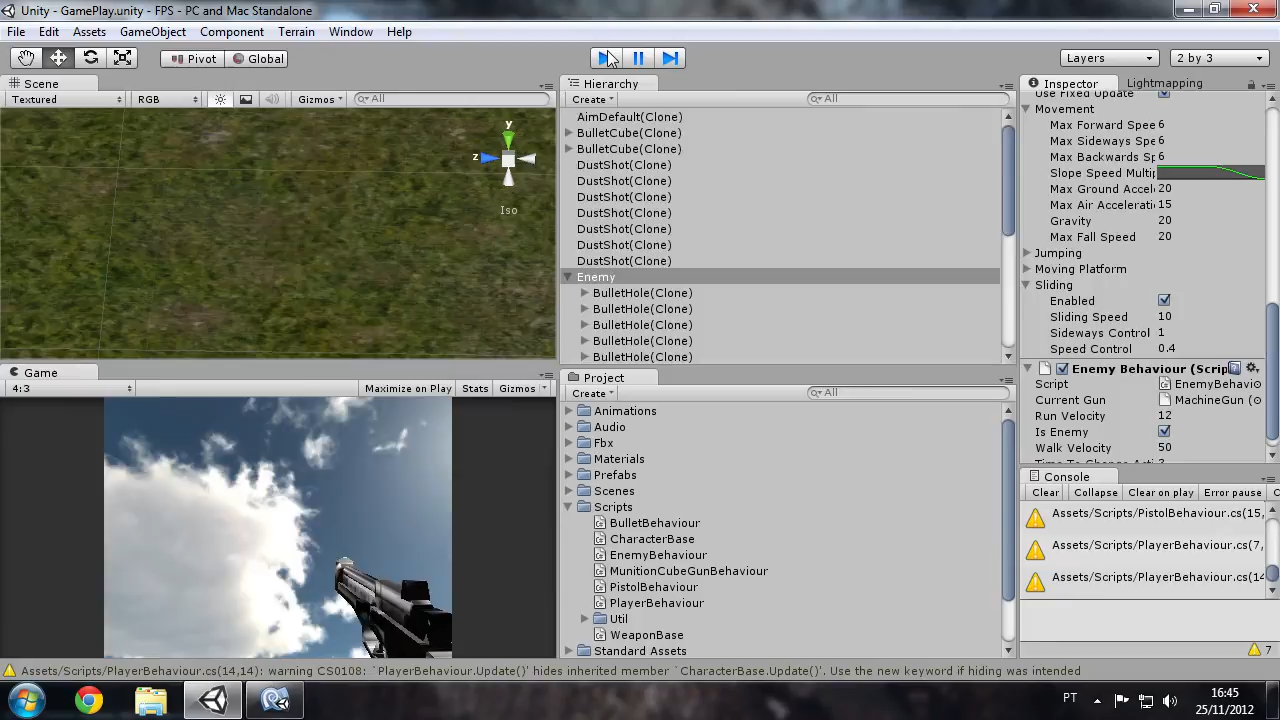 Unity - GamePlay.unity - FPS - PC and Mac Standalone
File Edit Assets GameObject Component Terrain Window Help
Pivot Global Layers 2 by 3
Scene
Textured RGB Gizmos All
y
z
Iso
Game
4:3 Maximize on Play Stats Gizmos
Hierarchy
Create All
AimDefault(Clone)
BulletCube(Clone)
BulletCube(Clone)
DustShot(Clone)
DustShot(Clone)
DustShot(Clone)
DustShot(Clone)
DustShot(Clone)
DustShot(Clone)
DustShot(Clone)
Enemy
BulletHole(Clone)
BulletHole(Clone)
BulletHole(Clone)
BulletHole(Clone)
BulletHole(Clone)
Project
Create All
Animations
Audio
Fbx
Materials
Prefabs
Scenes
Scripts
BulletBehaviour
CharacterBase
EnemyBehaviour
MunitionCubeGunBehaviour
PistolBehaviour
PlayerBehaviour
Util
WeaponBase
Standard Assets
Inspector Lightmapping
Use Fixed Update
Movement
Max Forward Spee 6
Max Sideways Spe 6
Max Backwards Sp 6
Slope Speed Multip
Max Ground Accel 20
Max Air Accelerati 15
Gravity 20
Max Fall Speed 20
Jumping
Moving Platform
Sliding
Enabled
Sliding Speed 10
Sideways Control 1
Speed Control 0.4
Enemy Behaviour (Scrip
Script EnemyBehavio
Current Gun MachineGun (
Run Velocity 12
Is Enemy
Walk Velocity 50
Console
Clear Collapse Clear on play Error pause C
Assets/Scripts/PistolBehaviour.cs(15,
Assets/Scripts/PlayerBehaviour.cs(7,
Assets/Scripts/PlayerBehaviour.cs(14
Assets/Scripts/PlayerBehaviour.cs(14,14): warning CS0108: `PlayerBehaviour.Update()' hides inherited member `CharacterBase.Update()'. Use the new keyword if hiding was intended
7
PT
16:45
25/11/2012